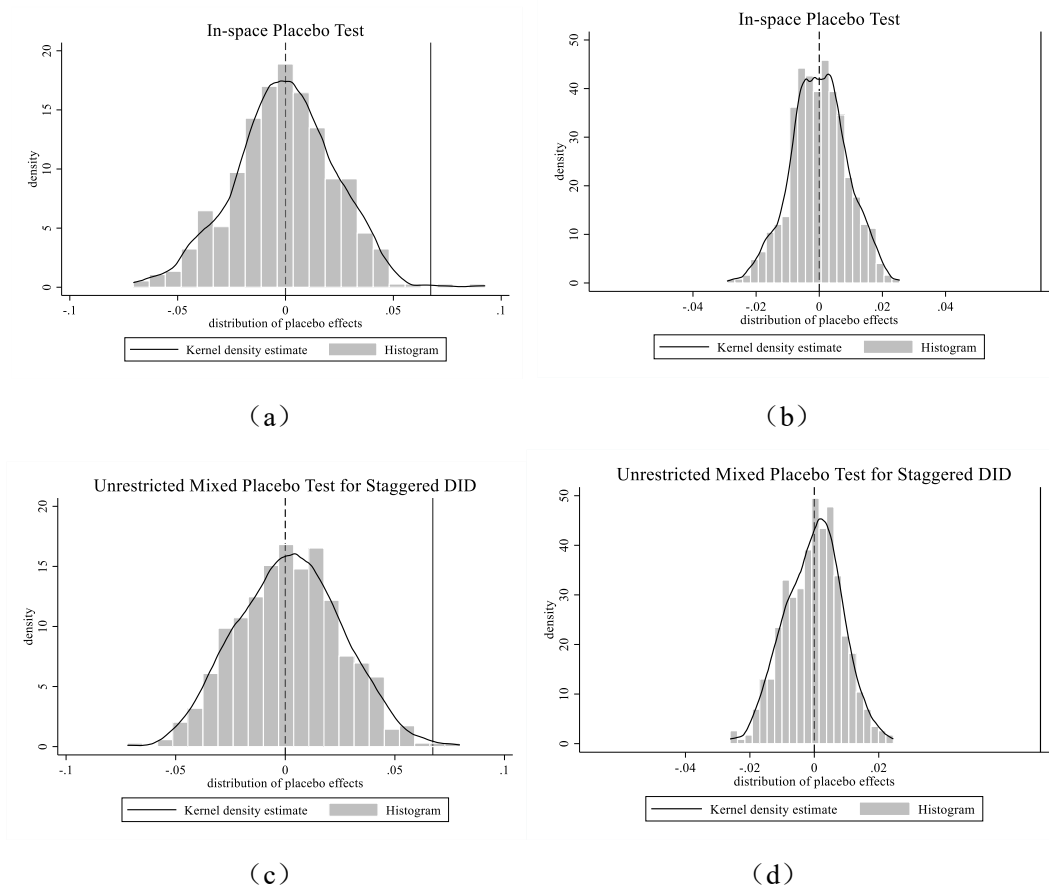 In-space Placebo Test
20
15
10
5
0
density
-.1
-.05
0
.05
.1
distribution of placebo effects
Kernel density estimate
Histogram
（a）
In-space Placebo Test
50
40
30
20
10
0
density
-.04
-.02
0
.02
.04
distribution of placebo effects
Kernel density estimate
Histogram
（b）
Unrestricted Mixed Placebo Test for Staggered DID
20
15
10
5
0
density
-.1
-.05
0
.05
.1
distribution of placebo effects
Kernel density estimate
Histogram
（c）
Unrestricted Mixed Placebo Test for Staggered DID
50
40
30
20
10
0
density
-.04
-.02
0
.02
distribution of placebo effects
Kernel density estimate
Histogram
（d）